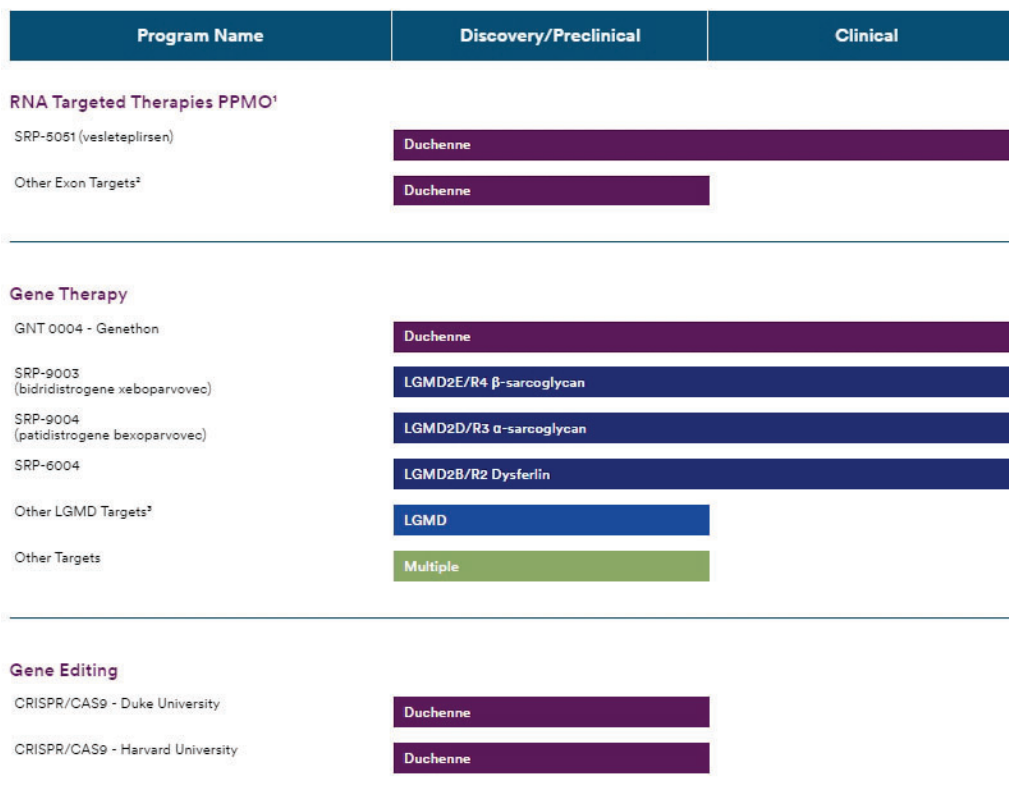 Program Name Discovery/Preclinical Clinical
RNA Targeted Therapies PPMO¹
SRP-5051 (vesleteplirsen) Duchenne
Other Exon Targets² Duchenne
Gene Therapy
GNT 0004 - Genethon Duchenne
SRP-9003
(bidridistrogene xeboparvovec) LGMD2E/R4 β-sarcoglycan
SRP-9004
(patidistrogene bexoparvovec) LGMD2D/R3 α-sarcoglycan
SRP-6004 LGMD2B/R2 Dysferlin
Other LGMD Targets³ LGMD
Other Targets Multiple
Gene Editing
CRISPR/CAS9 - Duke University Duchenne
CRISPR/CAS9 - Harvard University Duchenne